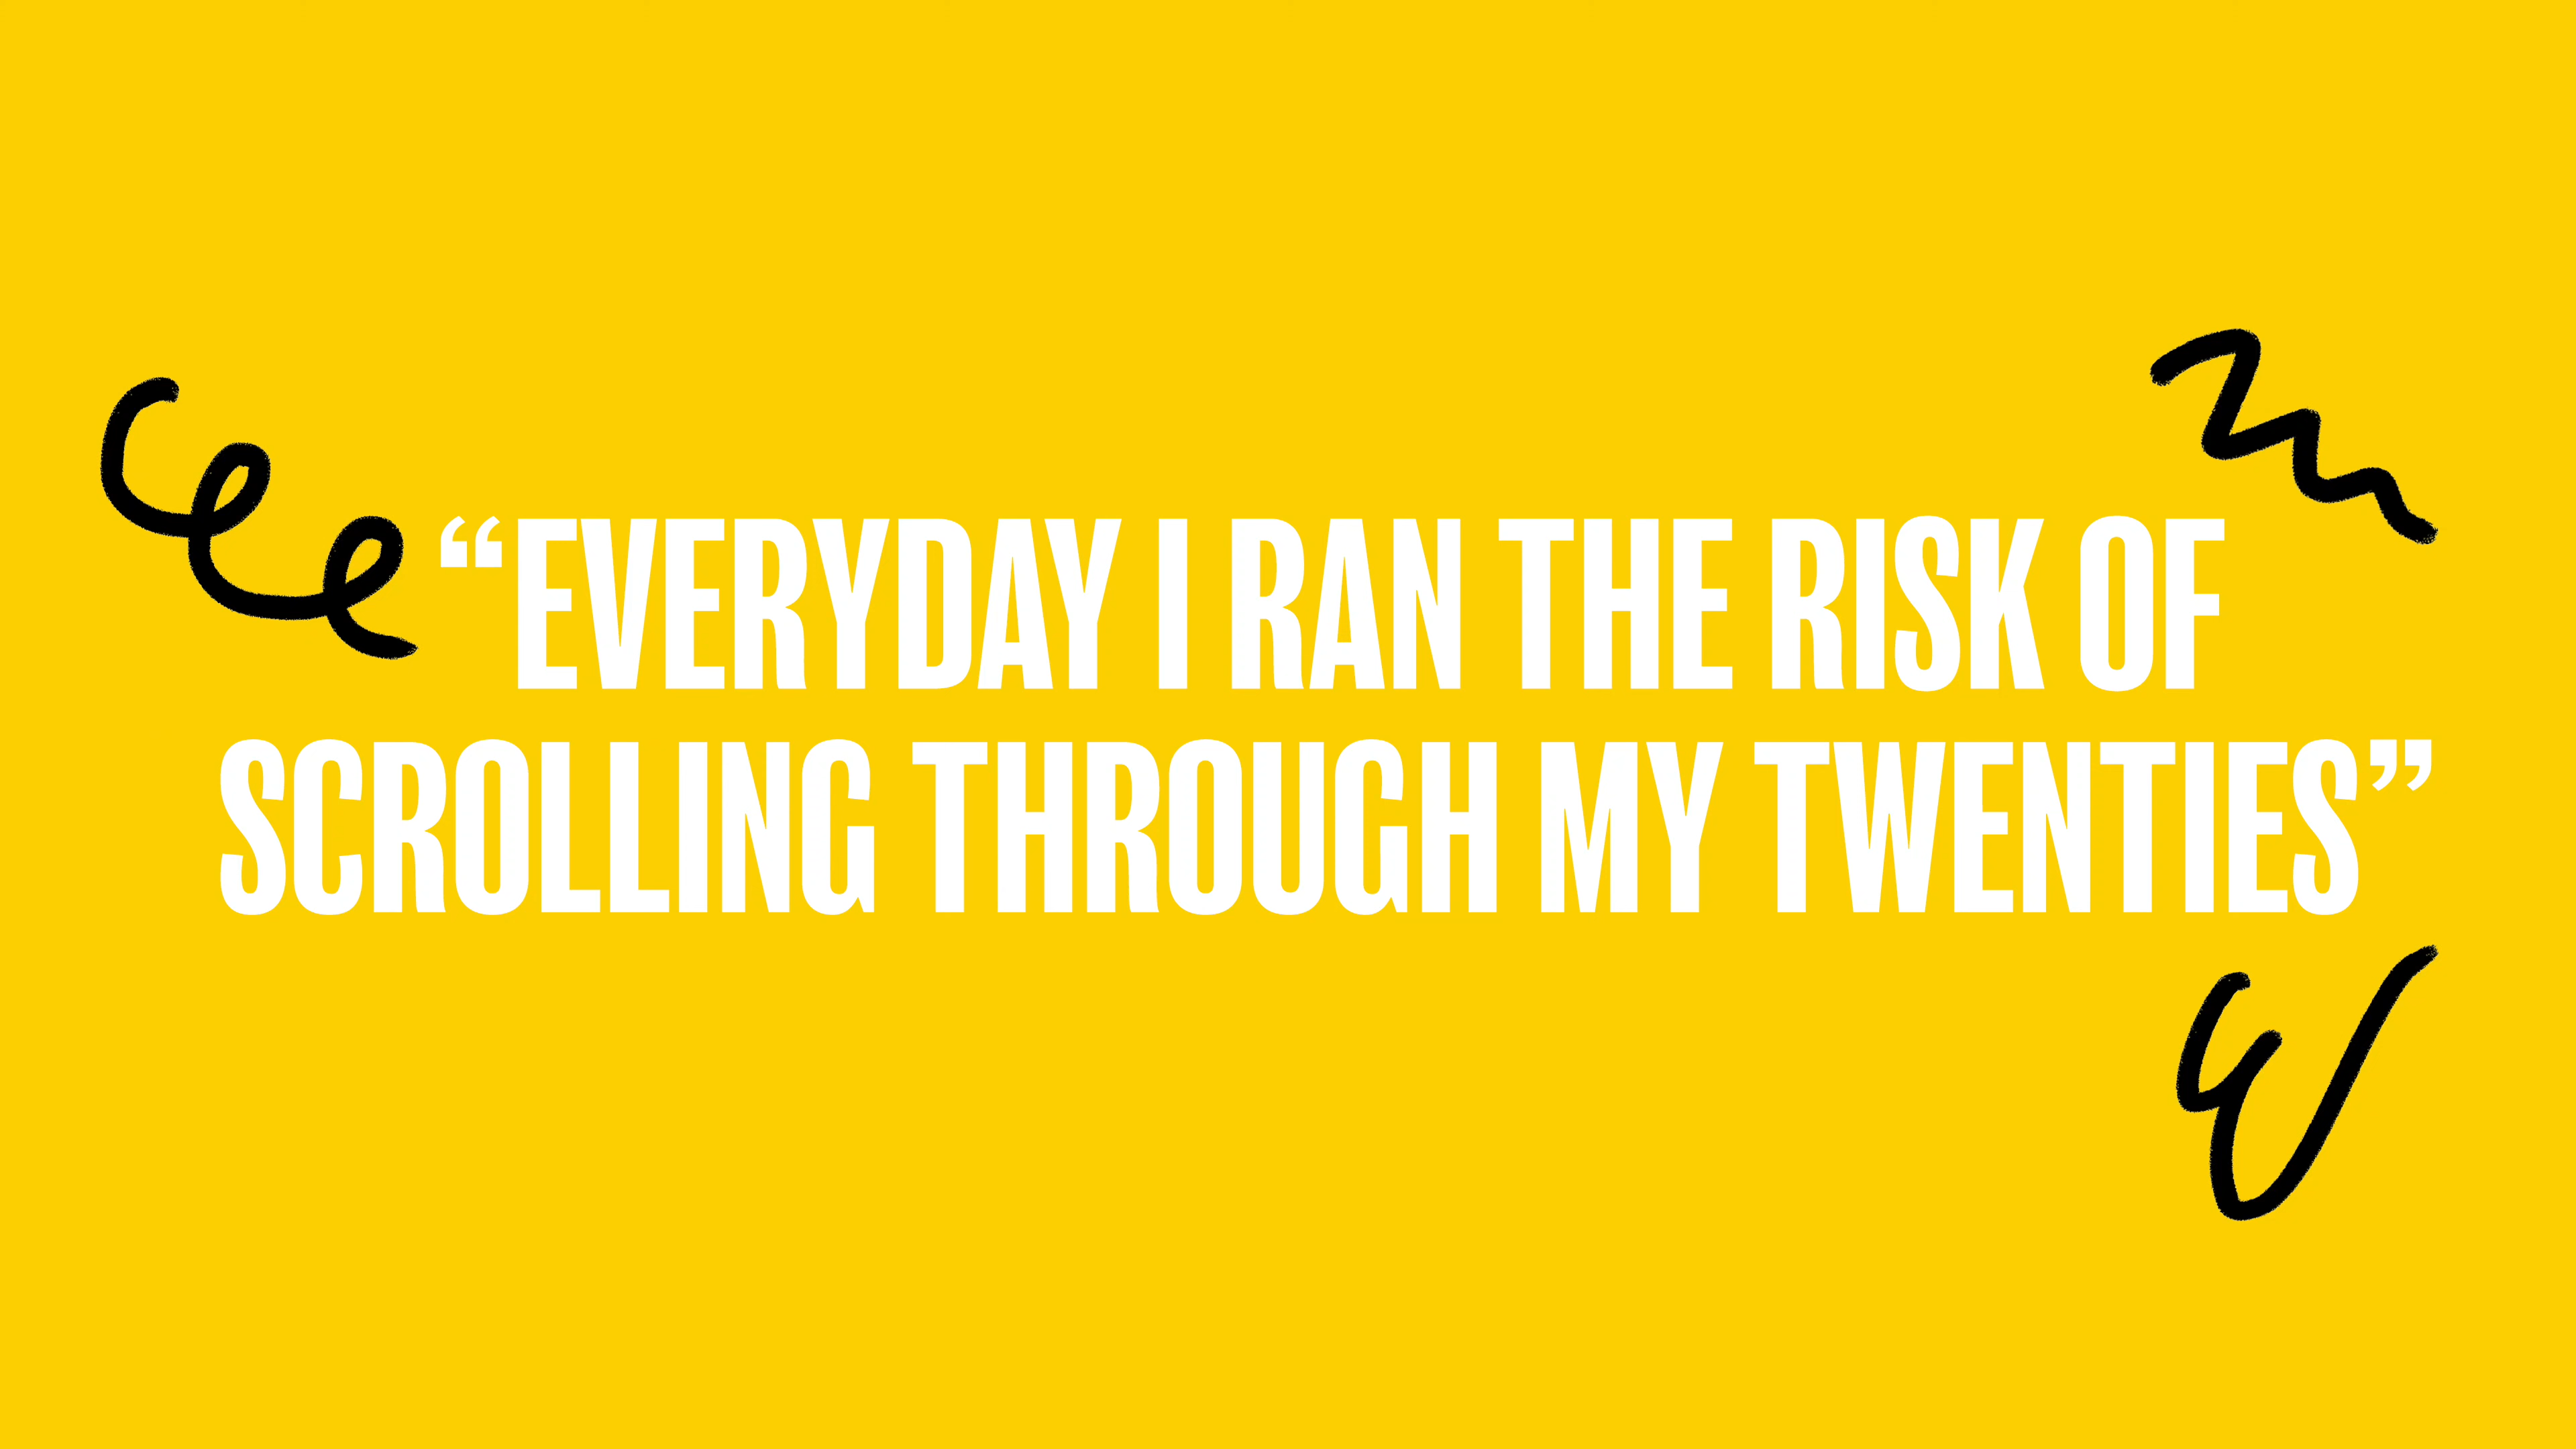 “EVERYDAY I RAN THE RISK OF
SCROLLING THROUGH MY TWENTIES”